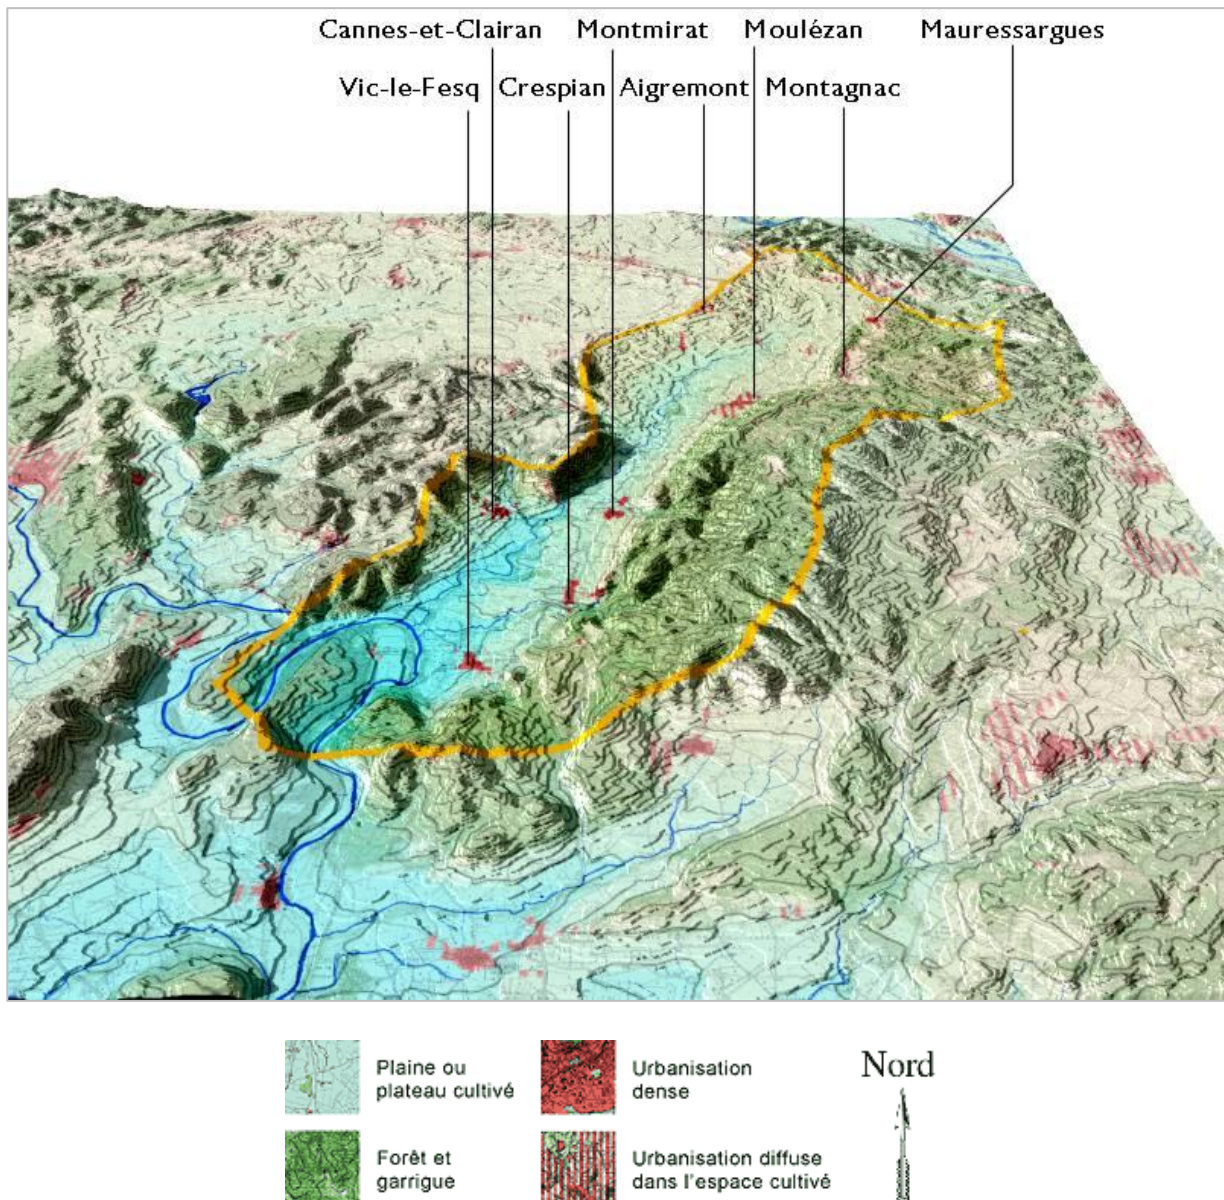 Cannes-et-Clairan Montmirat Moulézan Mauressargues
Vic-le-Fesq Crespian Aigremont Montagnac
Plaine ou
plateau cultivé
Urbanisation
dense
Nord
Forêt et
garrigue
Urbanisation diffuse
dans l'espace cultivé